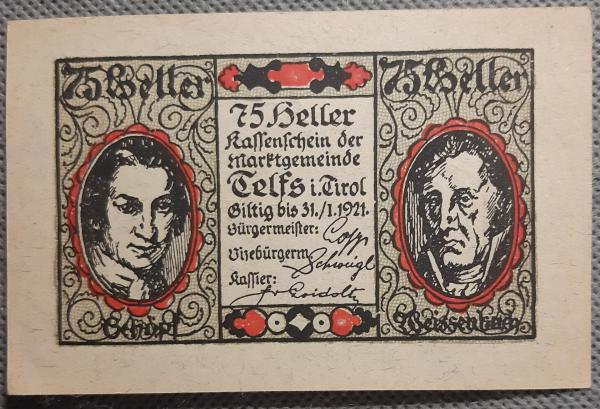 75 Heller
75 Heller
75 Heller
Kassenschein der
Marktgemeinde
Telfs i. Tirol
Giltig bis 31./1.1921.
Bürgermeister:
Vizebürgerm
Schweigl
Kassier:
Schöpf
Weissenbach